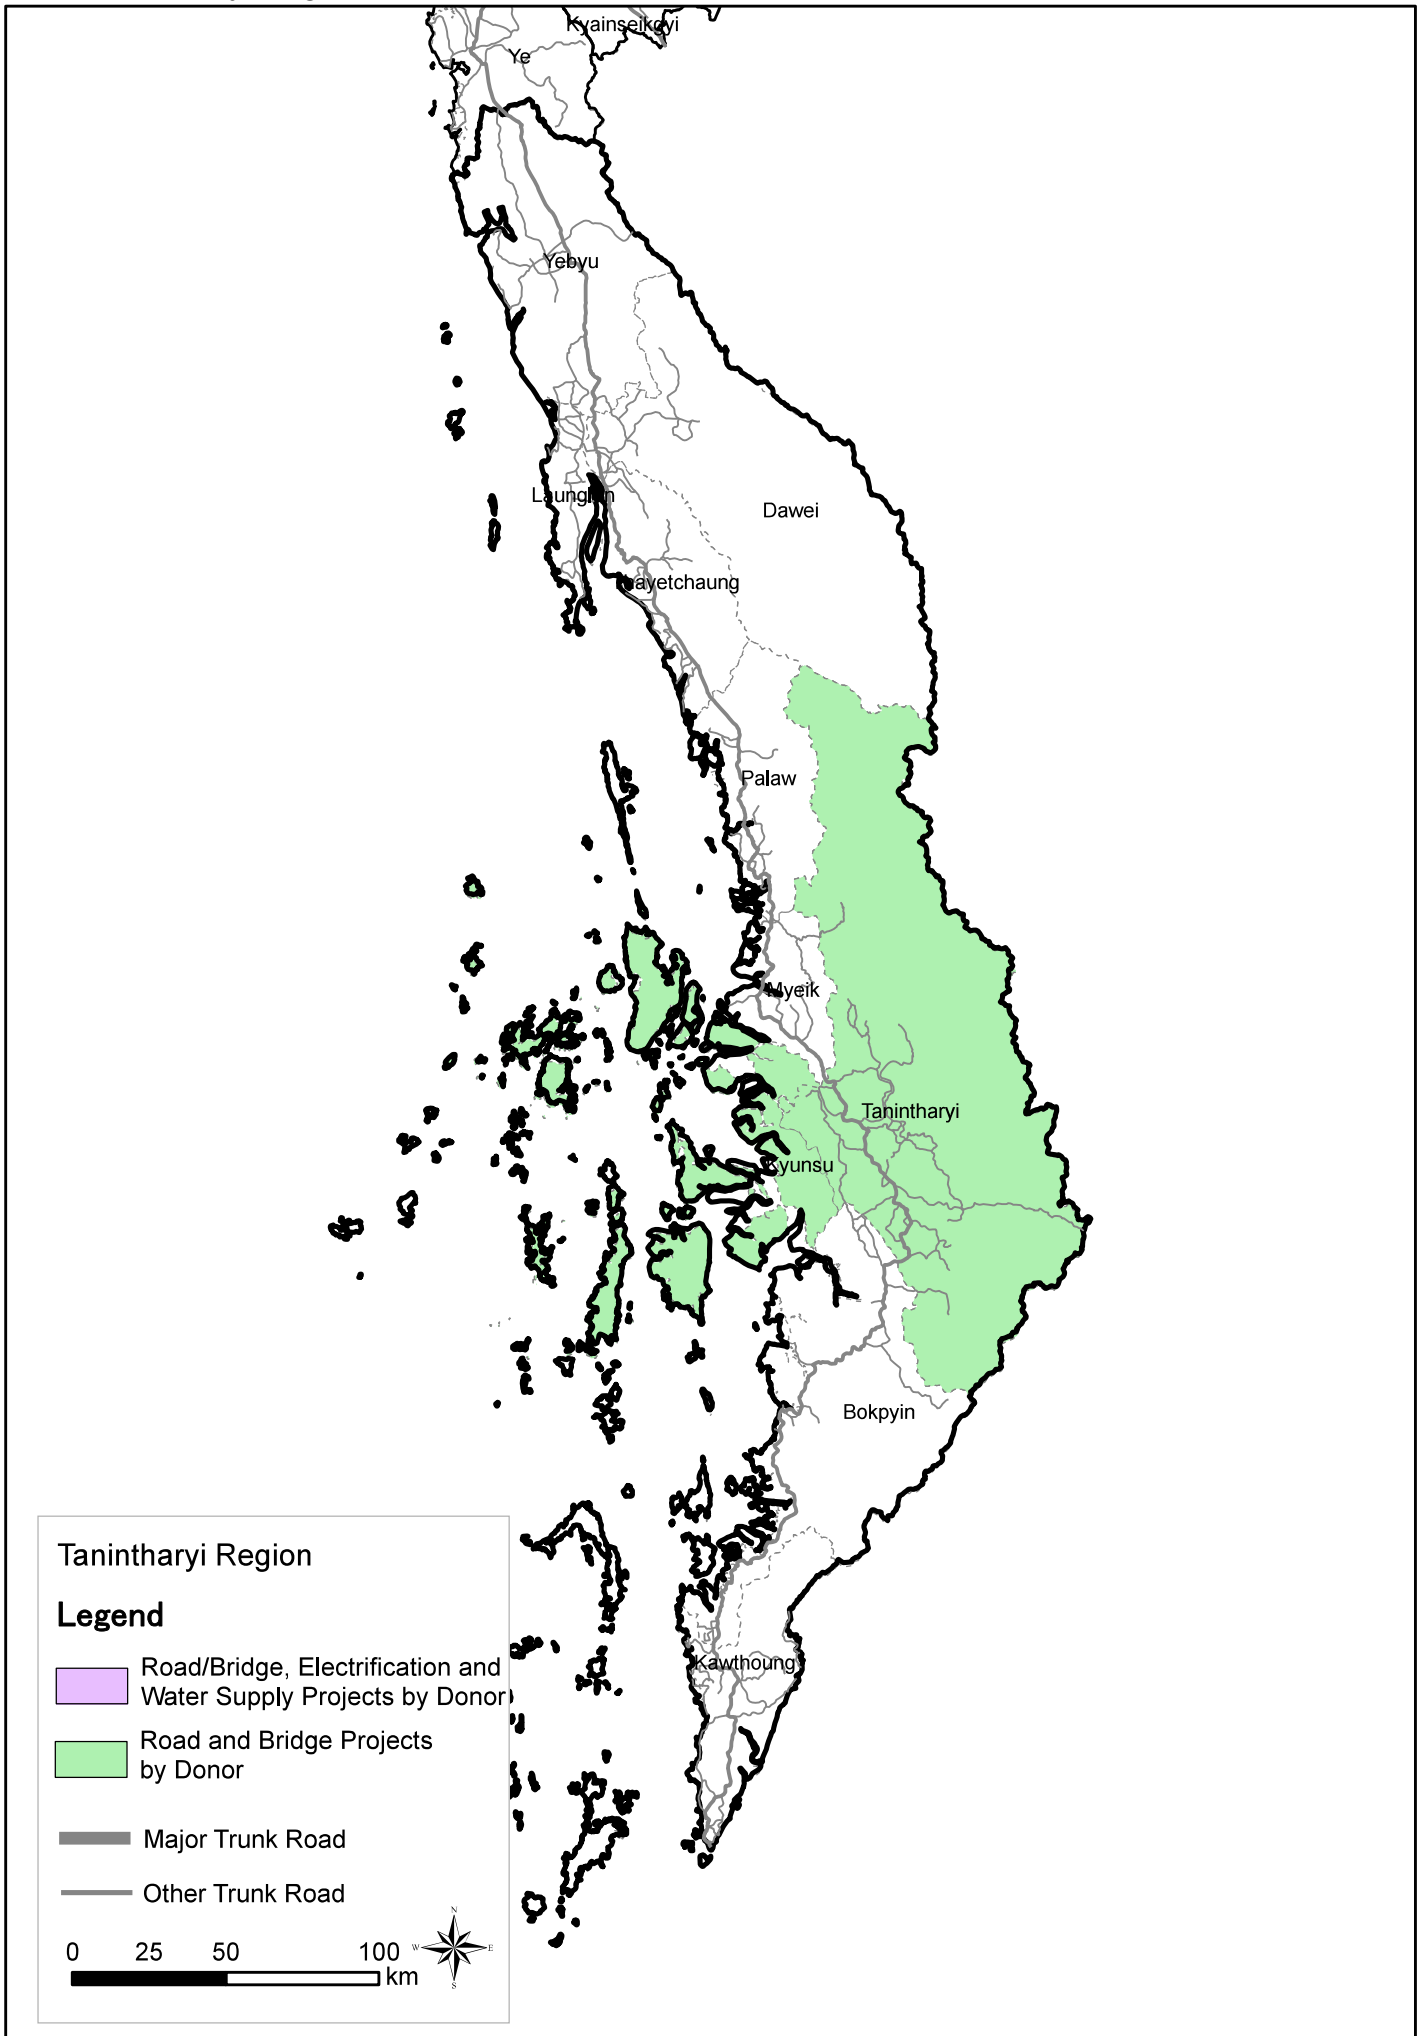 Kyainseikgyi
Ye
Yebyu
Dawei
Palaw
Myeik
Tanintharyi
Kyunsu
Bokpyin
Kawthoung
Tanintharyi Region
Legend
Road/Bridge, Electrification and
Water Supply Projects by Donor
Road and Bridge Projects
by Donor
Major Trunk Road
Other Trunk Road
N
W
E
S
0 25 50 100
km